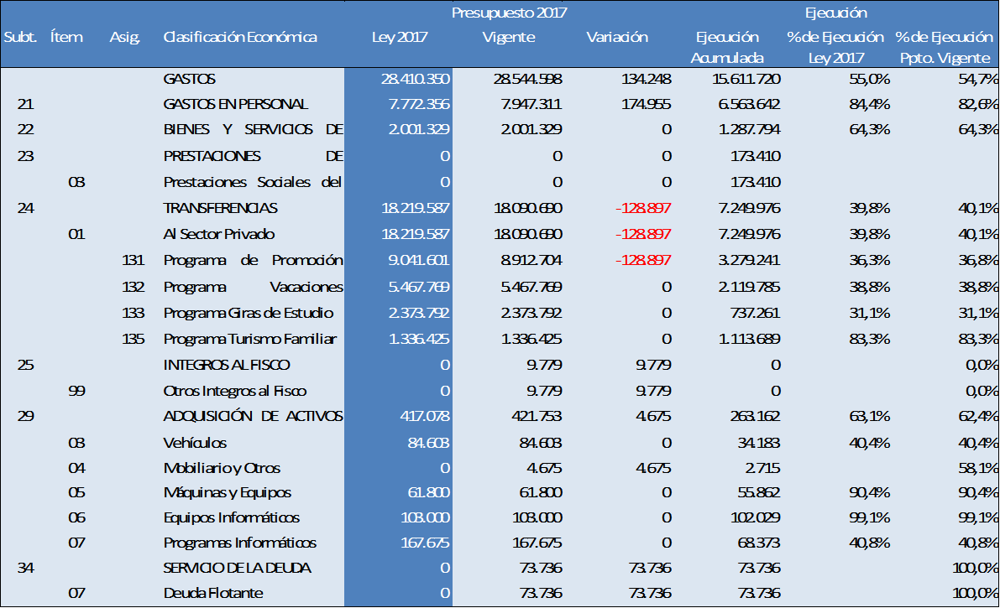 Presupuesto 2017 Ejecución
Subt. Ítem Asig. Clasificación Económica Ley 2017 Vigente Variación Ejecución % de Ejecución % de Ejecución
Acumulada Ley 2017 Ppto. Vigente
GASTOS 28.410.350 28.544.598 134.248 15.611.720 55,0% 54,7%
21 GASTOS EN PERSONAL 7.772.356 7.947.311 174.955 6.563.642 84,4% 82,6%
22 BIENES Y SERVICIOS DE 2.001.329 2.001.329 0 1.287.794 64,3% 64,3%
23 PRESTACIONES DE 0 0 0 173.410
03 Prestaciones Sociales del 0 0 0 173.410
24 TRANSFERENCIAS 18.219.587 18.090.690 -128.897 7.249.976 39,8% 40,1%
01 Al Sector Privado 18.219.587 18.090.690 -128.897 7.249.976 39,8% 40,1%
131 Programa de Promoción 9.041.601 8.912.704 -128.897 3.279.241 36,3% 36,8%
132 Programa Vacaciones 5.467.769 5.467.769 0 2.119.785 38,8% 38,8%
133 Programa Giras de Estudio 2.373.792 2.373.792 0 737.261 31,1% 31,1%
135 Programa Turismo Familiar 1.336.425 1.336.425 0 1.113.689 83,3% 83,3%
25 INTEGROS AL FISCO 0 9.779 9.779 0 0,0%
99 Otros Integros al Fisco 0 9.779 9.779 0 0,0%
29 ADQUISICIÓN DE ACTIVOS 417.078 421.753 4.675 263.162 63,1% 62,4%
03 Vehículos 84.603 84.603 0 34.183 40,4% 40,4%
04 Mobiliario y Otros 0 4.675 4.675 2.715 58,1%
05 Máquinas y Equipos 61.800 61.800 0 55.862 90,4% 90,4%
06 Equipos Informáticos 103.000 103.000 0 102.029 99,1% 99,1%
07 Programas Informáticos 167.675 167.675 0 68.373 40,8% 40,8%
34 SERVICIO DE LA DEUDA 0 73.736 73.736 73.736 100,0%
07 Deuda Flotante 0 73.736 73.736 73.736 100,0%